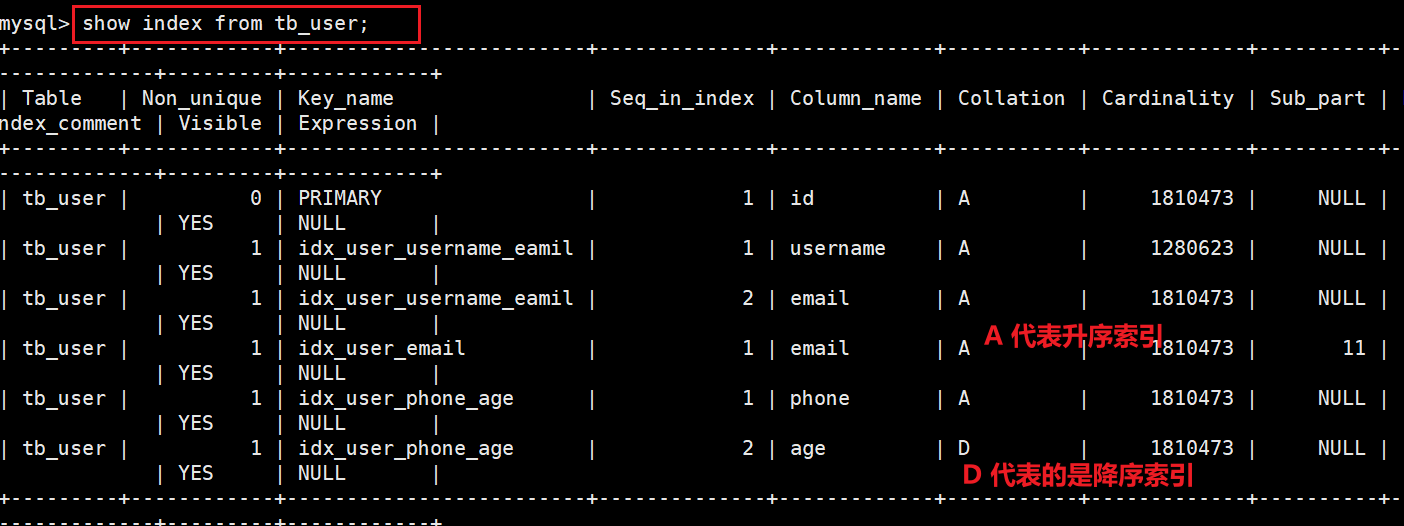 mysql> show index from tb_user;
+---------+------------+-------------------------+--------------+-------------+-----------+-------------+----------+-
-------------+---------+------------+
| Table   | Non_unique | Key_name                | Seq_in_index | Column_name | Collation | Cardinality | Sub_part |
ndex_comment | Visible | Expression |
+---------+------------+-------------------------+--------------+-------------+-----------+-------------+----------+-
-------------+---------+------------+
| tb_user |          0 | PRIMARY                 |            1 | id          | A         |     1810473 |     NULL |
             | YES     | NULL       |
| tb_user |          1 | idx_user_username_eamil |            1 | username    | A         |     1280623 |     NULL |
             | YES     | NULL       |
| tb_user |          1 | idx_user_username_eamil |            2 | email       | A         |     1810473 |     NULL |
             | YES     | NULL       |
A 代表升序索引
| tb_user |          1 | idx_user_email          |            1 | email       | A         |     1810473 |       11 |
             | YES     | NULL       |
| tb_user |          1 | idx_user_phone_age      |            1 | phone       | A         |     1810473 |     NULL |
             | YES     | NULL       |
| tb_user |          1 | idx_user_phone_age      |            2 | age         | D         |     1810473 |     NULL |
             | YES     | NULL       |
D 代表的是降序索引
+---------+------------+-------------------------+--------------+-------------+-----------+-------------+----------+-
-------------+---------+------------+